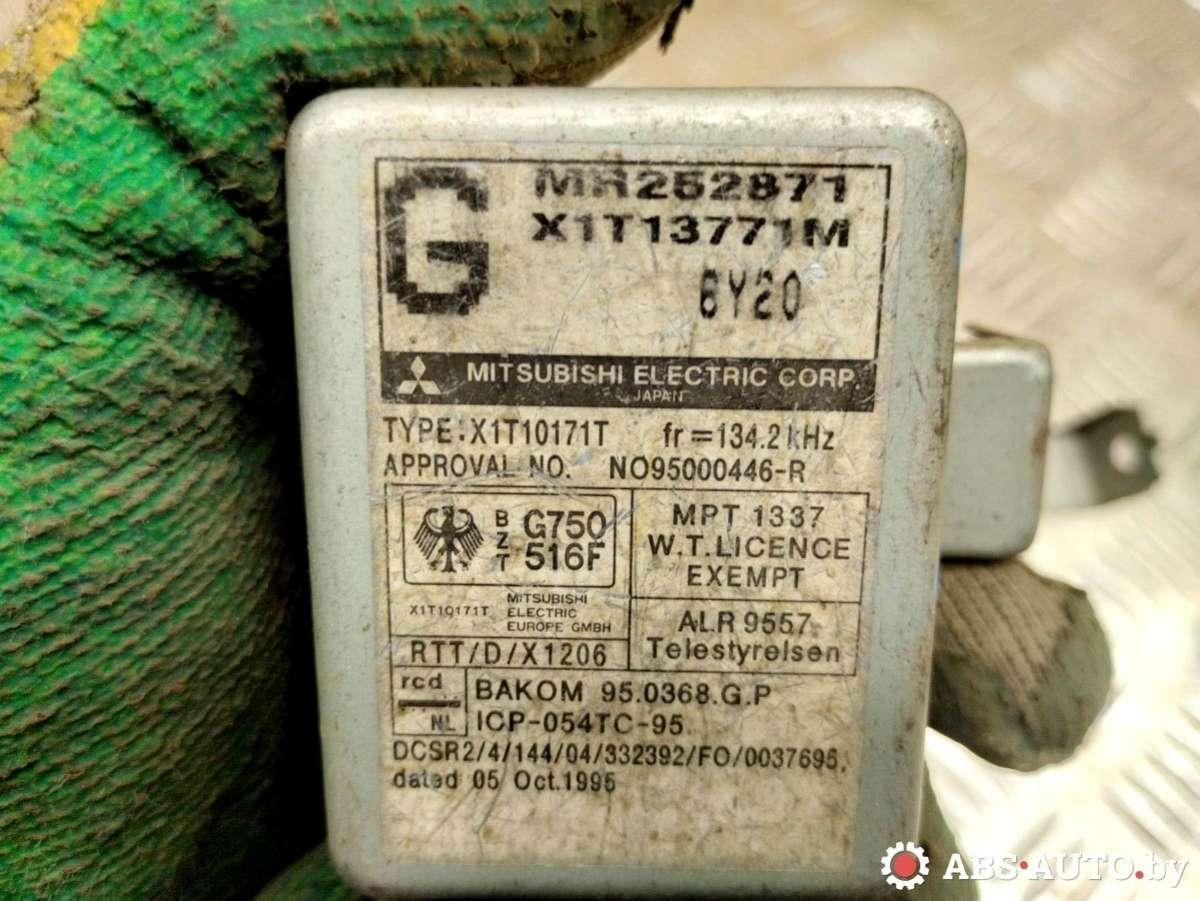 G
MR252871
X1T13771M
6Y20
MITSUBISHI ELECTRIC CORP.
JAPAN
TYPE: X1T10171T fr=134.2kHz
APPROVAL NO. NO95000446-R
BZT G750
516F
X1T10171T
MITSUBISHI
ELECTRIC
EUROPE GMBH
MPT 1337
W.T.LICENCE
EXEMPT
RTT/D/X1206
ALR 9557
Telestyrelsen
rcd
NL
BAKOM 95.0368.G.P
ICP-054TC-95
DCSR2/4/144/04/332392/FO/0037695.
dated 05 Oct.1995
ABS-AUTO.by